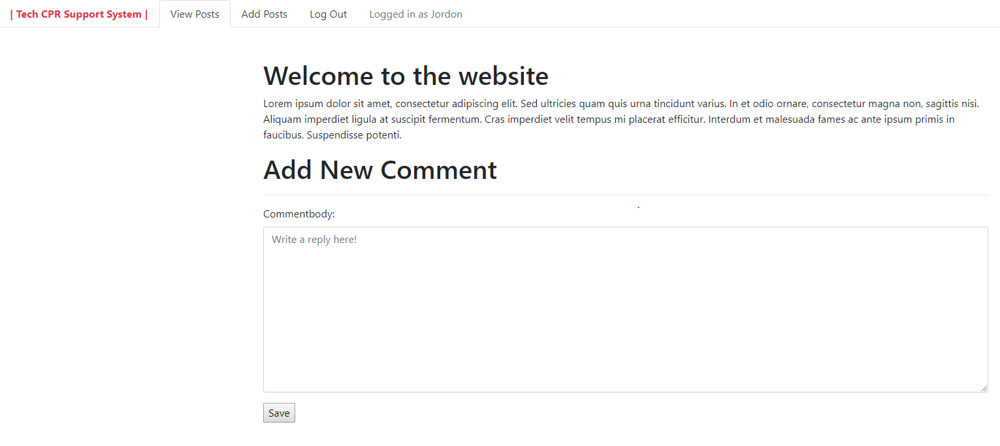 | Tech CPR Support System | View Posts Add Posts Log Out Logged in as Jordon
Welcome to the website
Lorem ipsum dolor sit amet, consectetur adipiscing elit. Sed ultricies quam quis urna tincidunt varius. In et odio ornare, consectetur magna non, sagittis nisi.
Aliquam imperdiet ligula at suscipit fermentum. Cras imperdiet velit tempus mi placerat efficitur. Interdum et malesuada fames ac ante ipsum primis in
faucibus. Suspendisse potenti.
Add New Comment
Commentbody:
Write a reply here!
Save